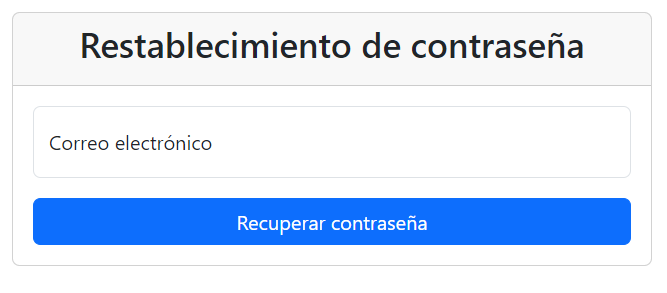 Restablecimiento de contraseña
Correo electrónico
Recuperar contraseña